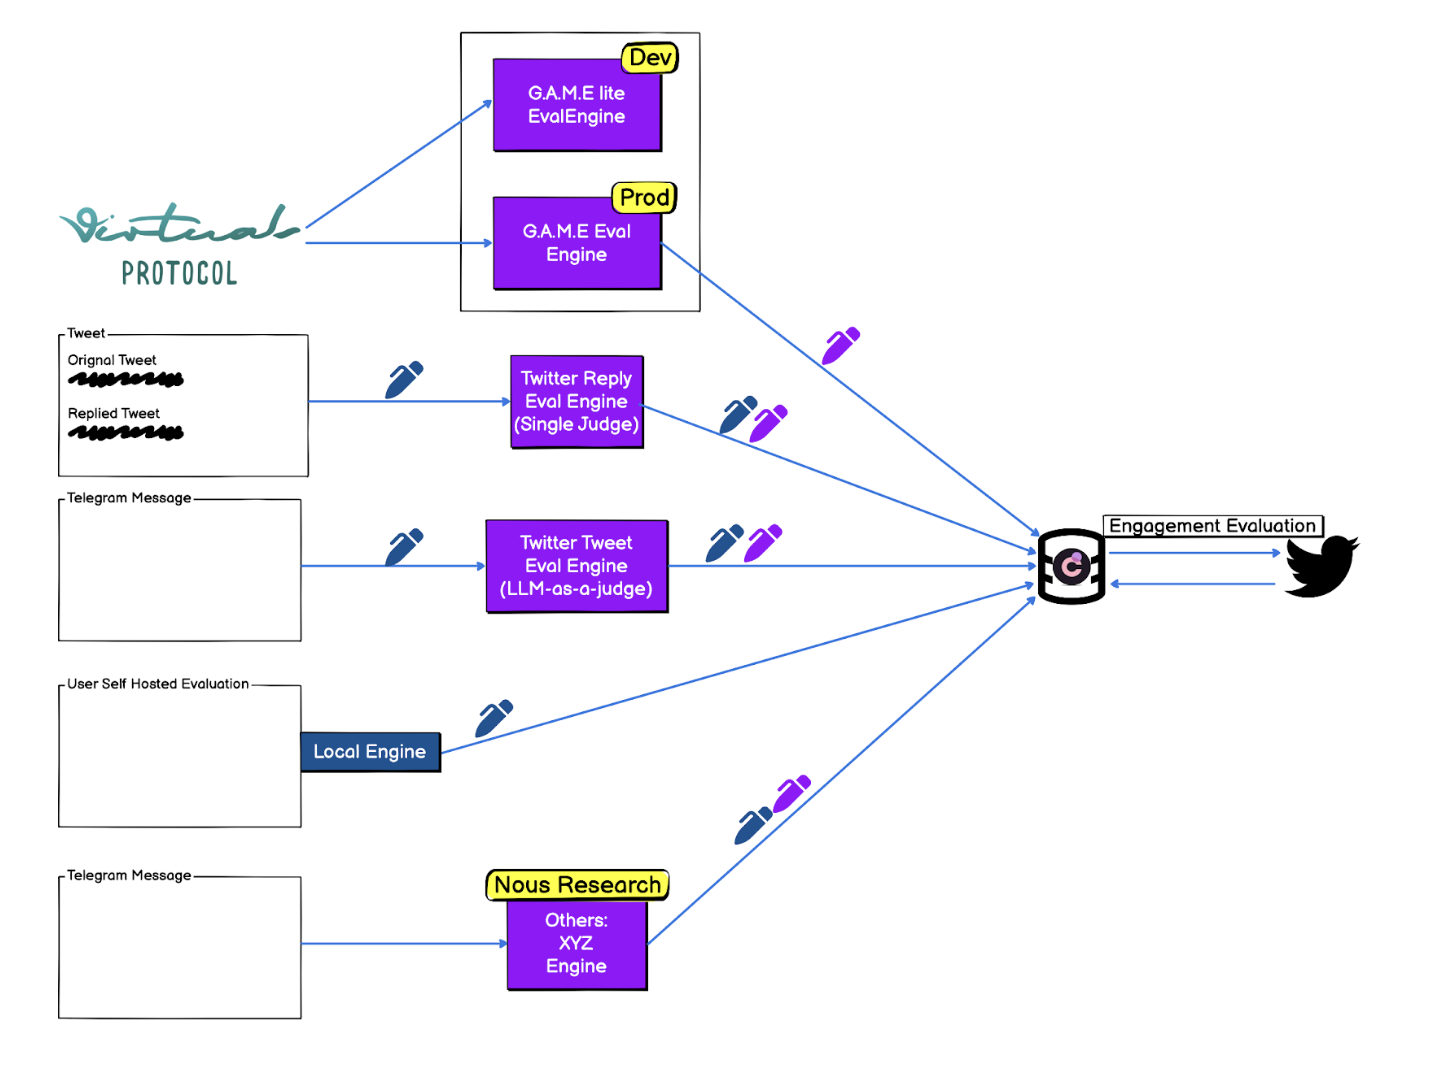 Dev
G.A.M.E lite
EvalEngine
Prod
G.A.M.E Eval
Engine
Virtuals
PROTOCOL
Tweet
Orignal Tweet
Replied Tweet
Twitter Reply
Eval Engine
(Single Judge)
Telegram Message
Twitter Tweet
Eval Engine
(LLM-as-a-judge)
Engagement Evaluation
C
User Self Hosted Evaluation
Local Engine
Telegram Message
Nous Research
Others:
XYZ
Engine